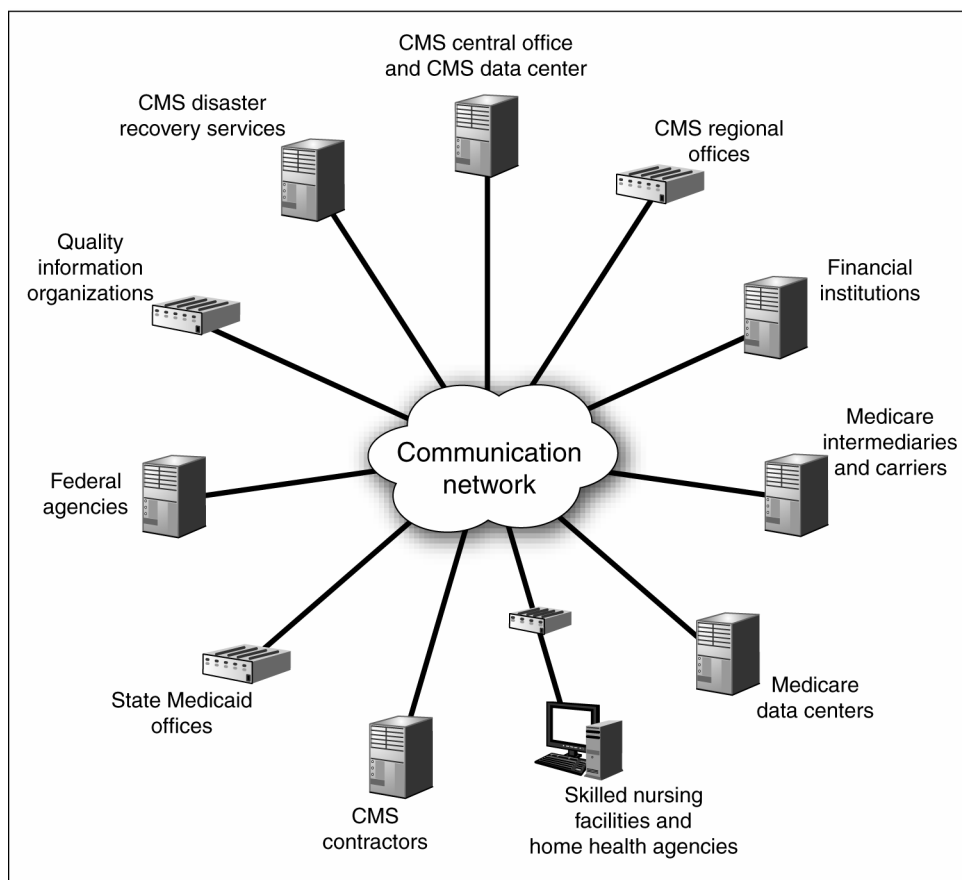 CMS central office
and CMS data center
CMS disaster
recovery services
CMS regional
offices
Quality
information
organizations
Financial
institutions
Communication
network
Medicare
intermediaries
and carriers
Federal
agencies
State Medicaid
offices
Medicare
data centers
CMS
contractors
Skilled nursing
facilities and
home health agencies